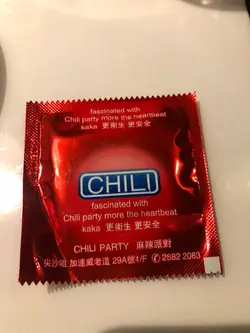 fascinated with
Chili party more the heartbeat
kaka 更衛生 更安全
CHILI
fascinated with
Chili party more the heartbeat
kaka 更衛生 更安全
CHILI PARTY 麻辣派對
尖沙咀 加連威老道 29A號1/F ✆2882 2083